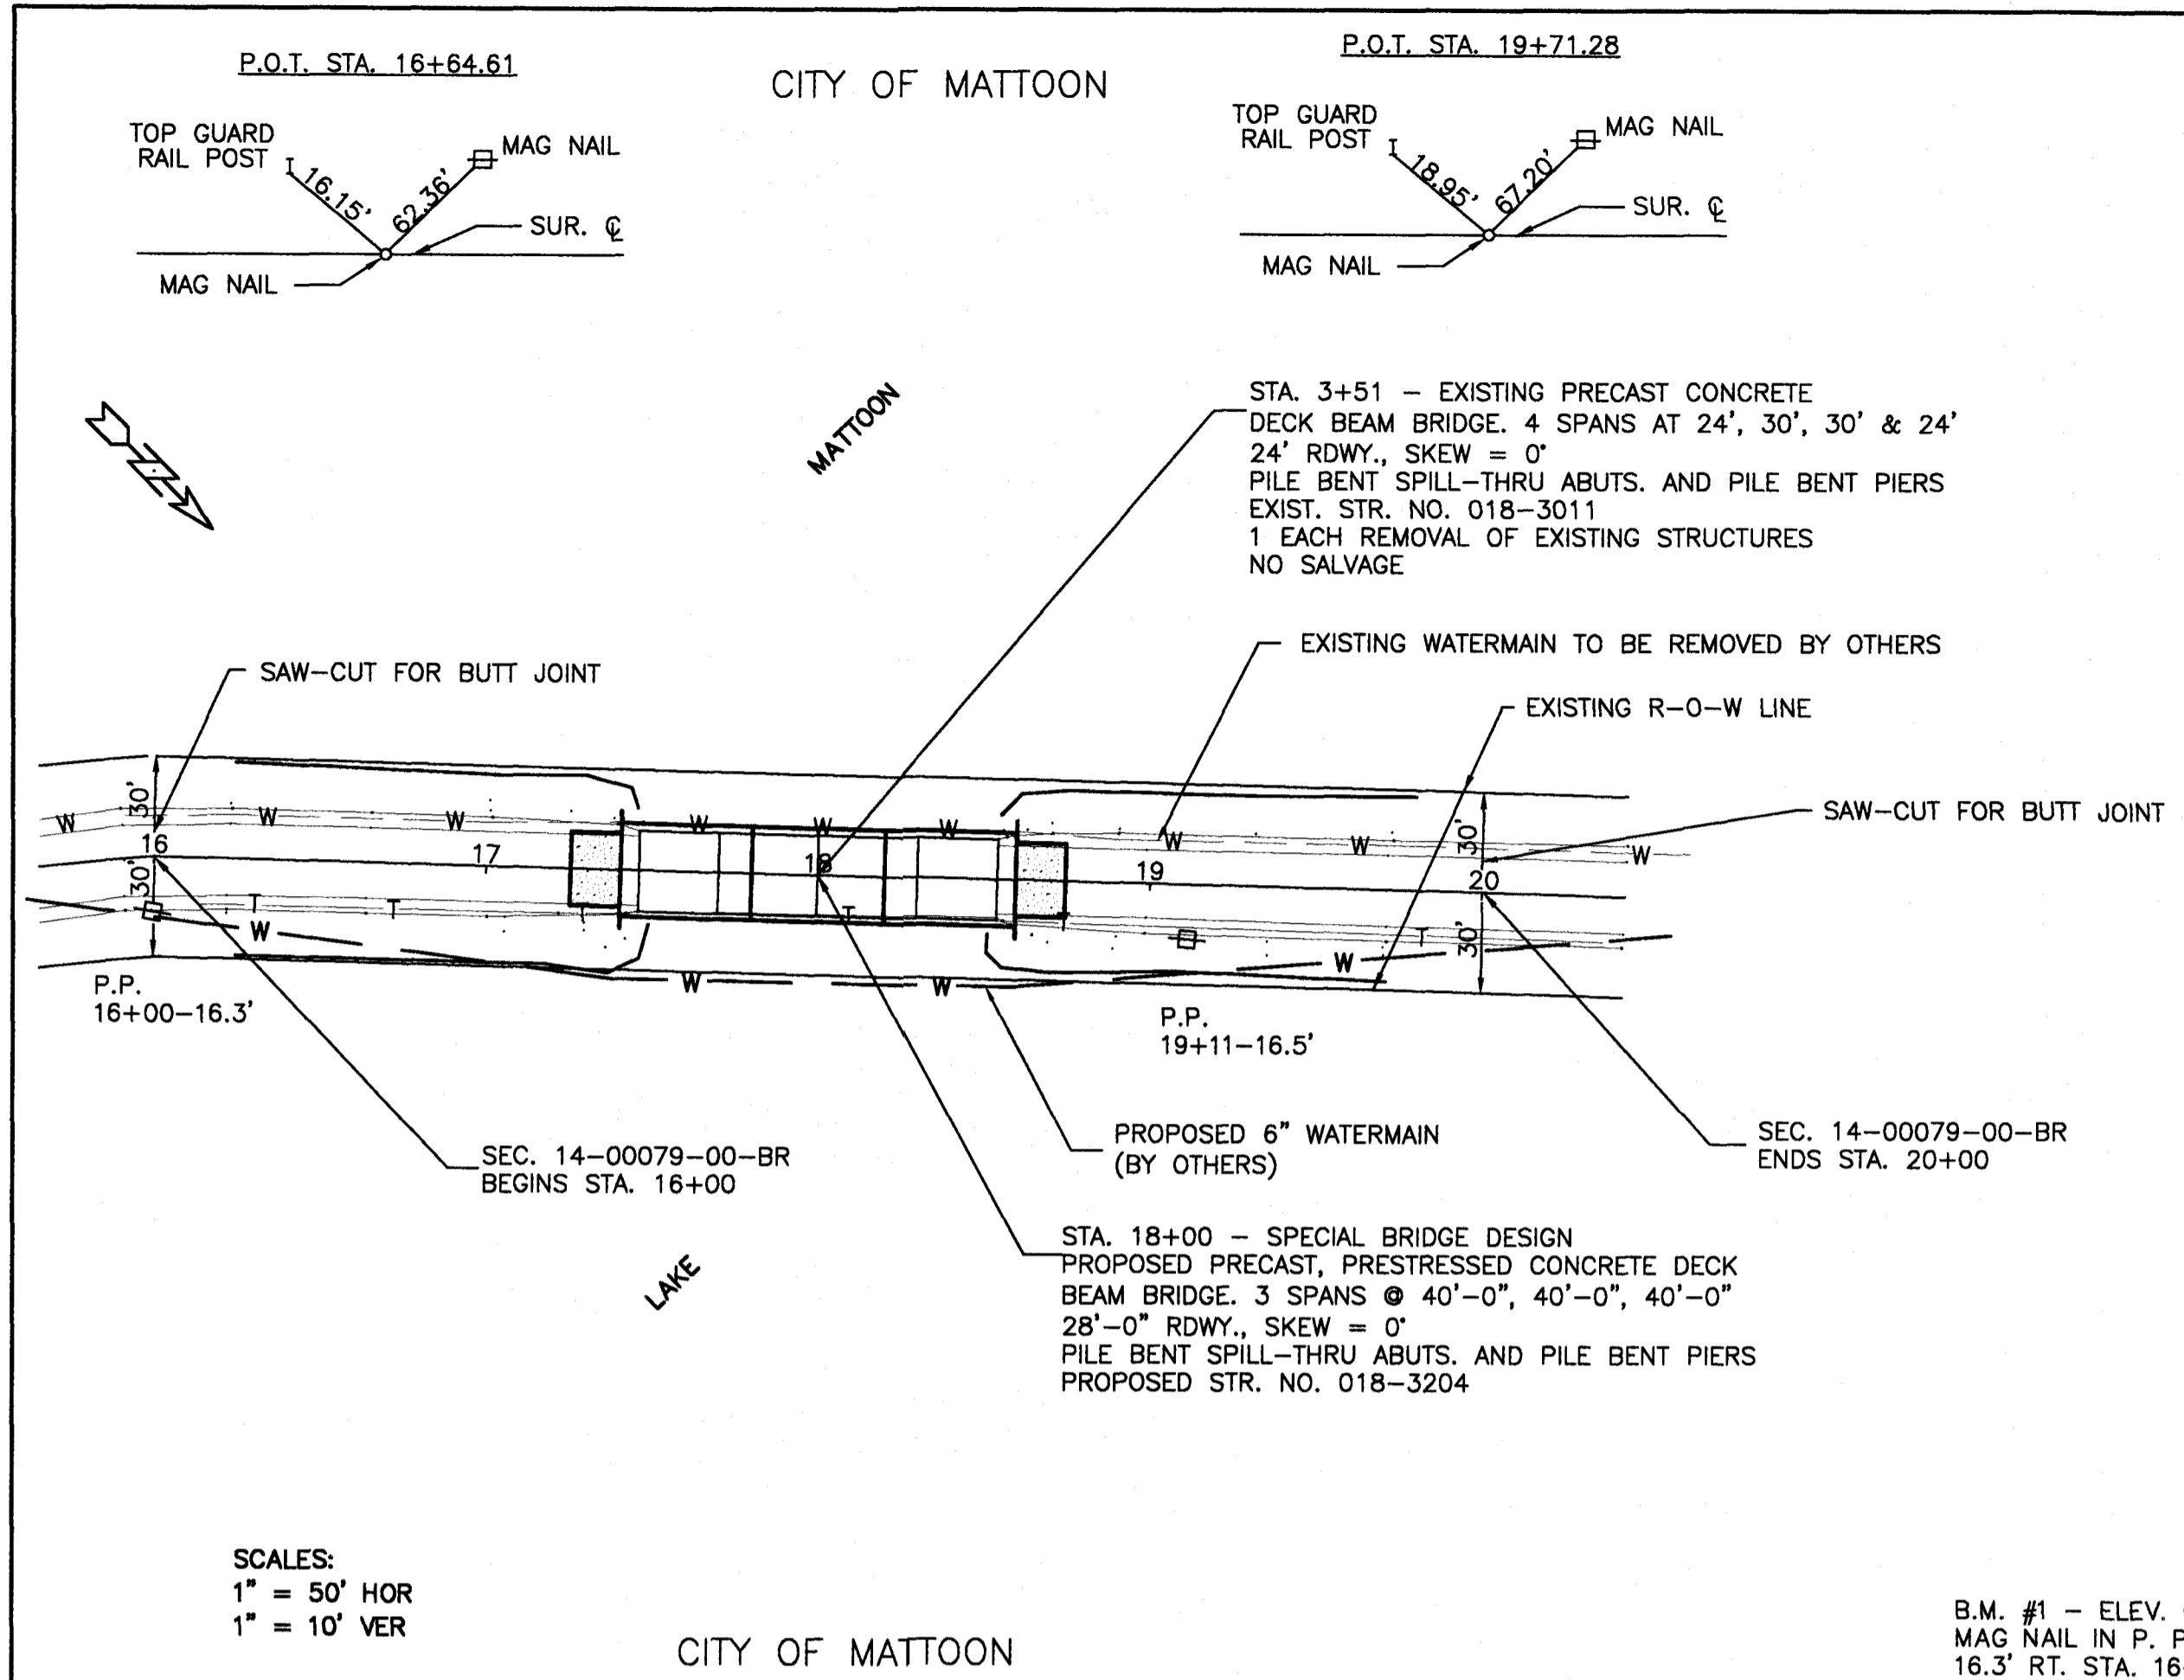 P.O.T. STA. 16+64.61
CITY OF MATTOON
P.O.T. STA. 19+71.28
TOP GUARD
RAIL POST
16.15'
62.36'
MAG NAIL
SUR. ℄
MAG NAIL
TOP GUARD
RAIL POST
18.95'
67.20'
MAG NAIL
SUR. ℄
MAG NAIL
MATTOON
STA. 3+51 – EXISTING PRECAST CONCRETE
DECK BEAM BRIDGE. 4 SPANS AT 24', 30', 30' & 24'
24' RDWY., SKEW = 0°
PILE BENT SPILL–THRU ABUTS. AND PILE BENT PIERS
EXIST. STR. NO. 018–3011
1 EACH REMOVAL OF EXISTING STRUCTURES
NO SALVAGE
EXISTING WATERMAIN TO BE REMOVED BY OTHERS
SAW–CUT FOR BUTT JOINT
EXISTING R–O–W LINE
SAW–CUT FOR BUTT JOINT
30'
30'
W W W W W W W W W
16 17 18 19 20
30'
30'
T T T T T T
W W W W
P.P.
16+00–16.3'
P.P.
19+11–16.5'
SEC. 14–00079–00–BR
BEGINS STA. 16+00
PROPOSED 6" WATERMAIN
(BY OTHERS)
SEC. 14–00079–00–BR
ENDS STA. 20+00
LAKE
STA. 18+00 – SPECIAL BRIDGE DESIGN
PROPOSED PRECAST, PRESTRESSED CONCRETE DECK
BEAM BRIDGE. 3 SPANS @ 40'–0", 40'–0", 40'–0"
28'–0" RDWY., SKEW = 0°
PILE BENT SPILL–THRU ABUTS. AND PILE BENT PIERS
PROPOSED STR. NO. 018–3204
SCALES:
1" = 50' HOR
1" = 10' VER
CITY OF MATTOON
B.M. #1 – ELEV.
MAG NAIL IN P. P
16.3' RT. STA. 16